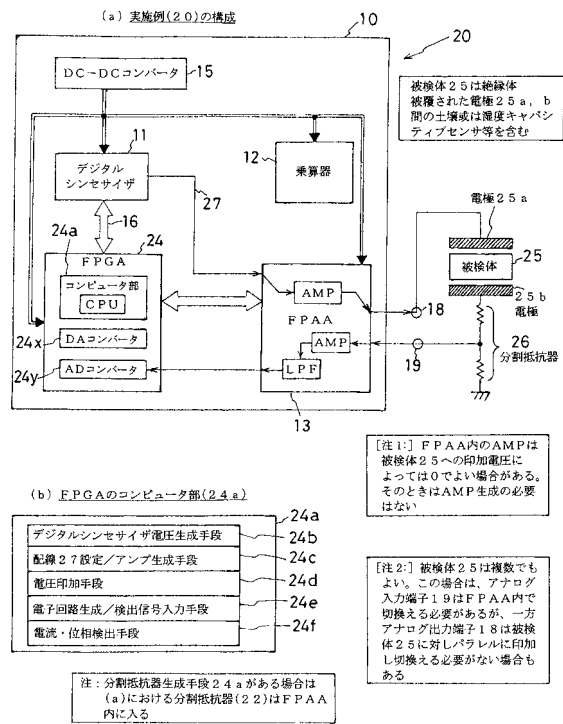 (a) 実施例(20)の構成
10
20
DC-DCコンバータ
15
被検体25は絶縁体
被覆された電極25a, b
間の土壌或は湿度キャパシ
ティブセンサ等を含む
11
デジタル
シンセサイザ
12
乗算器
27
16
24a
24
FPGA
コンピュータ部
CPU
24x
DAコンバータ
24y
ADコンバータ
AMP
FPAA
AMP
LPF
13
18
19
電極25a
被検体
25
25b
電極
26
分割抵抗器
[注1:] FPAA内のAMPは
被検体25への印加電圧に
よっては0でよい場合がある。
そのときはAMP生成の必要
はない
(b) FPGAのコンピュータ部(24a)
24a
デジタルシンセサイザ電圧生成手段
24b
配線27設定/アンプ生成手段
24c
電圧印加手段
24d
電子回路生成/検出信号入力手段
24e
電流・位相検出手段
24f
[注2:] 被検体25は複数でも
よい。この場合は、アナログ
入力端子19はFPAA内で
切換える必要があるが、一方
アナログ出力端子18は被検
体25に対しパラレルに印加
し切換える必要がない場合も
ある
注:分割抵抗器生成手段24aがある場合は
(a)における分割抵抗器(22)はFPAA
内に入る